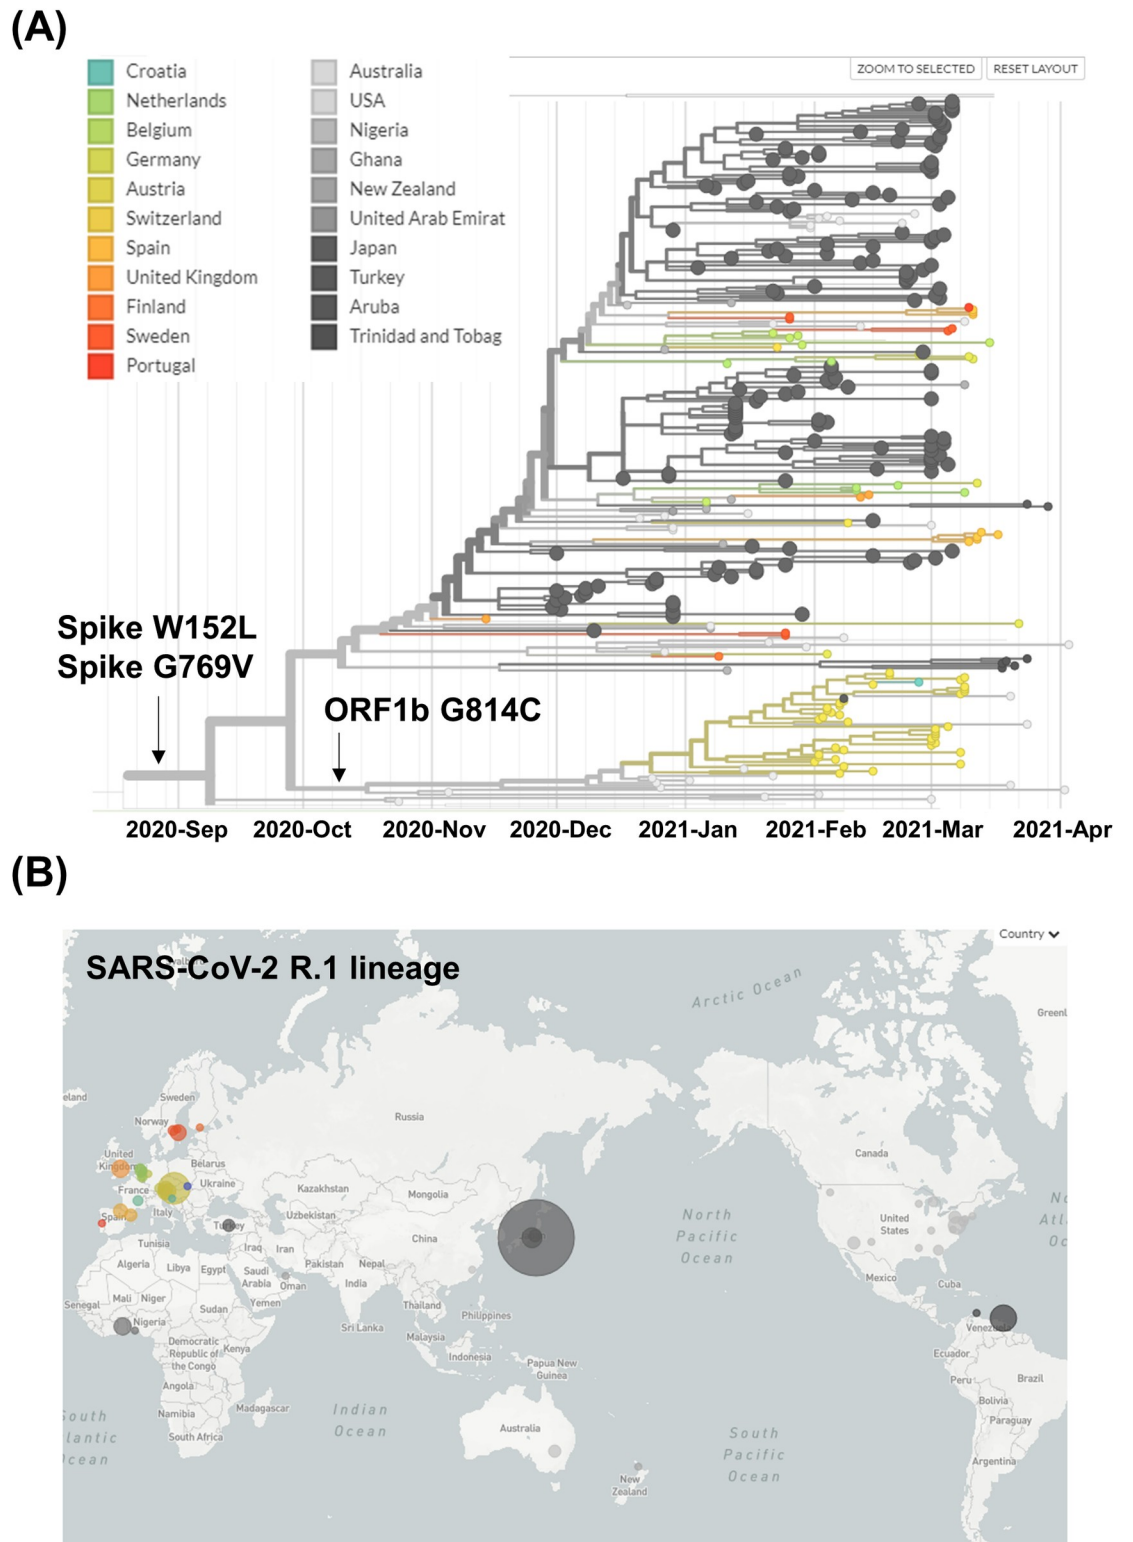 (A)
ZOOM TO SELECTED
RESET LAYOUT
Croatia
Netherlands
Belgium
Germany
Austria
Switzerland
Spain
United Kingdom
Finland
Sweden
Portugal
Australia
USA
Nigeria
Ghana
New Zealand
United Arab Emirat
Japan
Turkey
Aruba
Trinidad and Tobag
Spike W152L
Spike G769V
ORF1b G814C
2020-Sep
2020-Oct
2020-Nov
2020-Dec
2021-Jan
2021-Feb
2021-Mar
2021-Apr
(B)
Country
SARS-CoV-2 R.1 lineage
Arctic Ocean
Greenl
eland
Sweden
Norway
Russia
United
Kingdom
Belarus
Ukraine
France
Kazakhstan
Mongolia
Canada
Spain
Italy
Turkey
Uzbekistan
China
North
Pacific
Ocean
United
States
Tunisia
Iraq
Iran
Algeria
Libya
Egypt
Saudi
Arabia
Oman
Pakistan
Nepal
India
Mexico
Cuba
Senegal
Mali
Niger
Sudan
Yemen
Thailand
Philippines
Nigeria
Sri Lanka
Malaysia
Venezuela
Democratic
Republic of
the Congo
Kenya
Indonesia
Papua New
Guinea
Ecuador
Peru
Brazil
Angola
Bolivia
Namibia
Madagascar
Indian
Ocean
Paraguay
South Africa
Australia
South
Pacific
Ocean
Argentina
New
Zealand
outh
lantic
cean